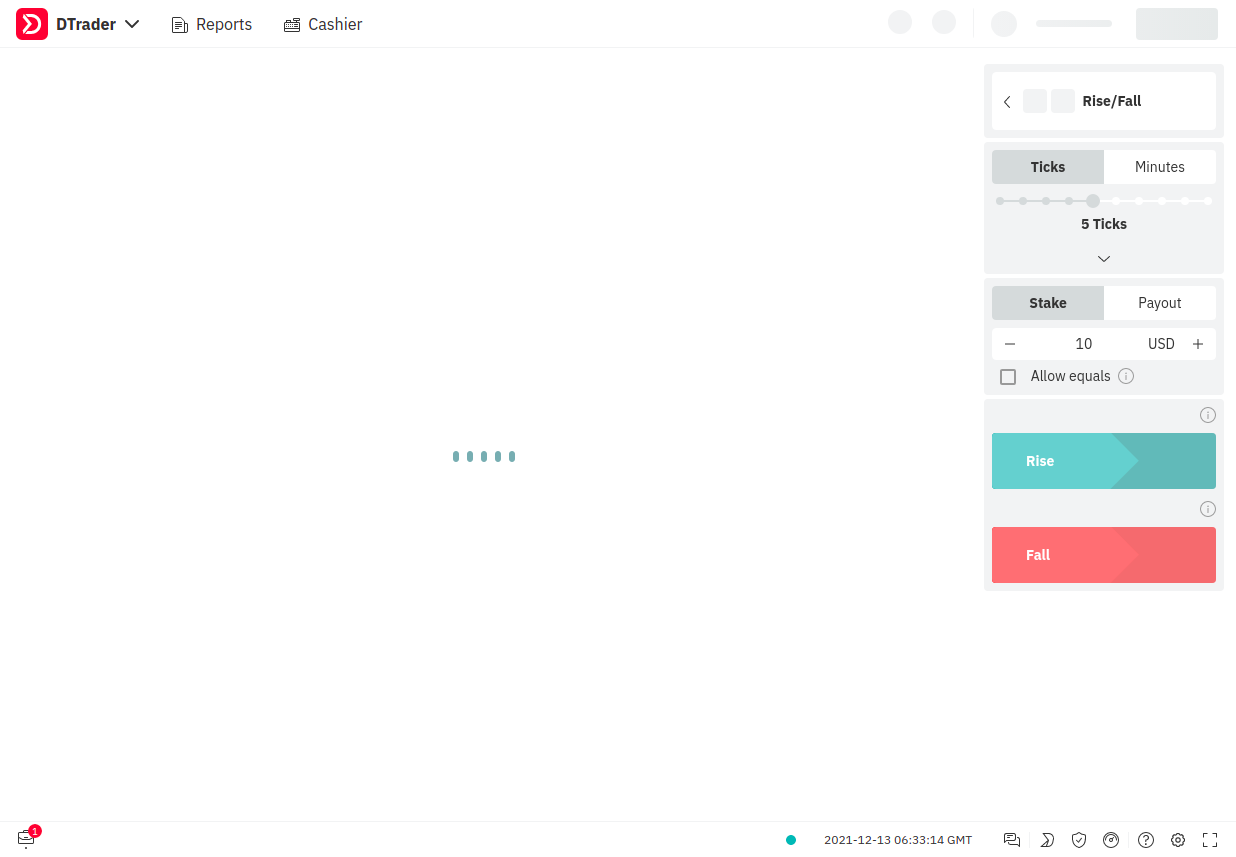 DTrader
Reports
Cashier
Rise/Fall
Ticks
Minutes
5 Ticks
Stake
Payout
10
USD
Allow equals
Rise
Fall
1
2021-12-13 06:33:14 GMT